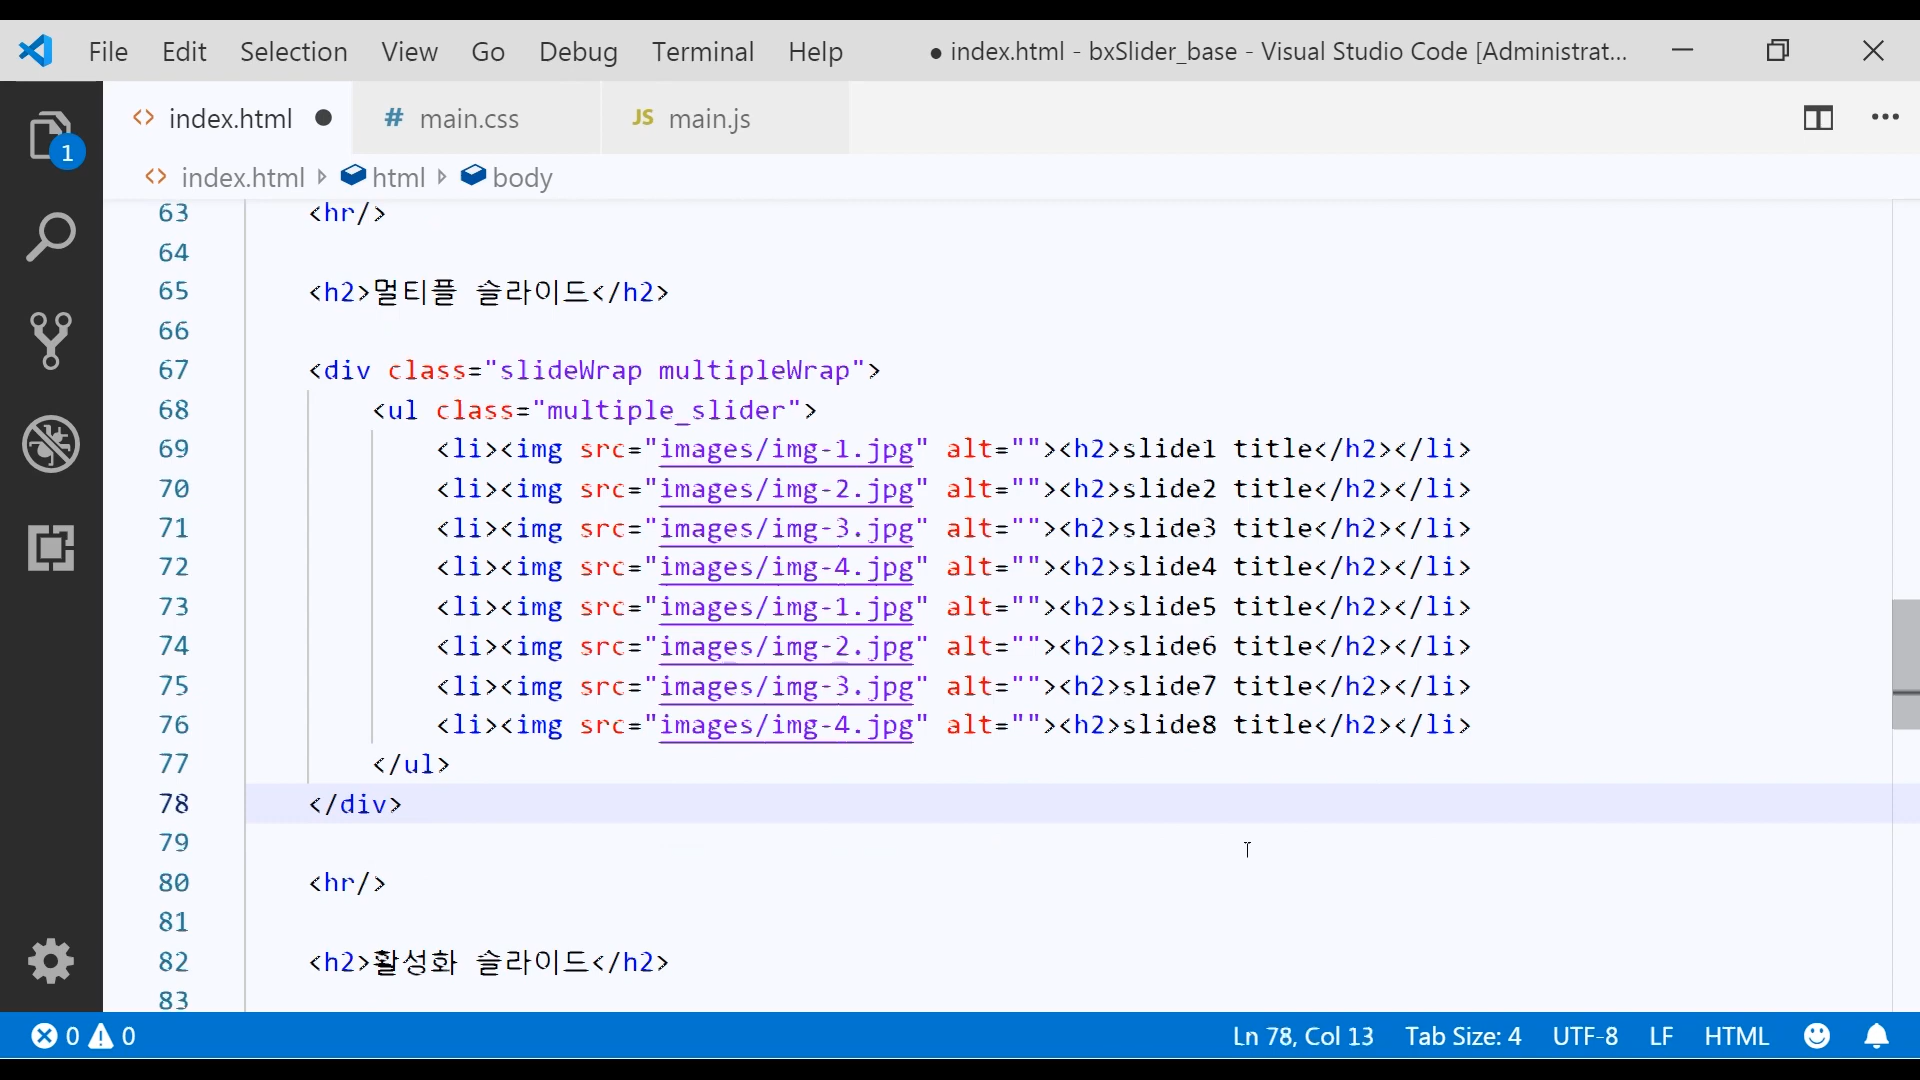 File Edit Selection View Go Debug Terminal Help ● index.html - bxSlider_base - Visual Studio Code [Administrat...
<> index.html ● # main.css JS main.js
1
<> index.html html body
63 <hr/>
64
65 <h2>멀티플 슬라이드</h2>
66
67 <div class="slideWrap multipleWrap">
68 <ul class="multiple_slider">
69 <li><img src="images/img-1.jpg" alt=""><h2>slide1 title</h2></li>
70 <li><img src="images/img-2.jpg" alt=""><h2>slide2 title</h2></li>
71 <li><img src="images/img-3.jpg" alt=""><h2>slide3 title</h2></li>
72 <li><img src="images/img-4.jpg" alt=""><h2>slide4 title</h2></li>
73 <li><img src="images/img-1.jpg" alt=""><h2>slide5 title</h2></li>
74 <li><img src="images/img-2.jpg" alt=""><h2>slide6 title</h2></li>
75 <li><img src="images/img-3.jpg" alt=""><h2>slide7 title</h2></li>
76 <li><img src="images/img-4.jpg" alt=""><h2>slide8 title</h2></li>
77 </ul>
78 </div>
79
80 <hr/>
81
82 <h2>활성화 슬라이드</h2>
83
0 0 Ln 78, Col 13 Tab Size: 4 UTF-8 LF HTML